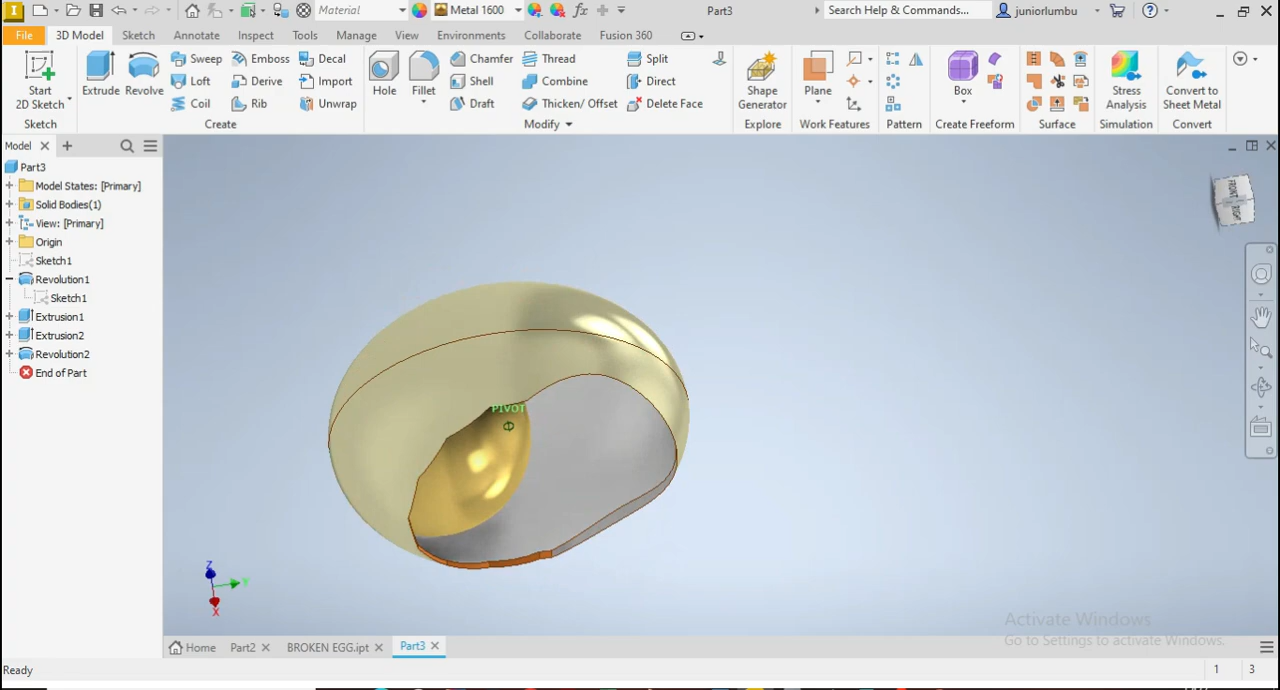 Material
Metal 1600
Part3
Search Help & Commands...
juniorlumbu
File
3D Model
Sketch
Annotate
Inspect
Tools
Manage
View
Environments
Collaborate
Fusion 360
Start
2D Sketch
Extrude
Revolve
Sweep
Emboss
Decal
Loft
Derive
Import
Coil
Rib
Unwrap
Hole
Fillet
Chamfer
Thread
Split
Shell
Combine
Direct
Draft
Thicken/ Offset
Delete Face
Shape
Generator
Plane
Box
Stress
Analysis
Convert to
Sheet Metal
Sketch
Create
Modify
Explore
Work Features
Pattern
Create Freeform
Surface
Simulation
Convert
Model
Part3
Model States: [Primary]
Solid Bodies(1)
View: [Primary]
Origin
Sketch1
Revolution1
Sketch1
Extrusion1
Extrusion2
Revolution2
End of Part
FRONT
RIGHT
PIVOT
Z
Y
X
Activate Windows
Go to Settings to activate Windows.
Home
Part2
BROKEN EGG.ipt
Part3
Ready
1
3